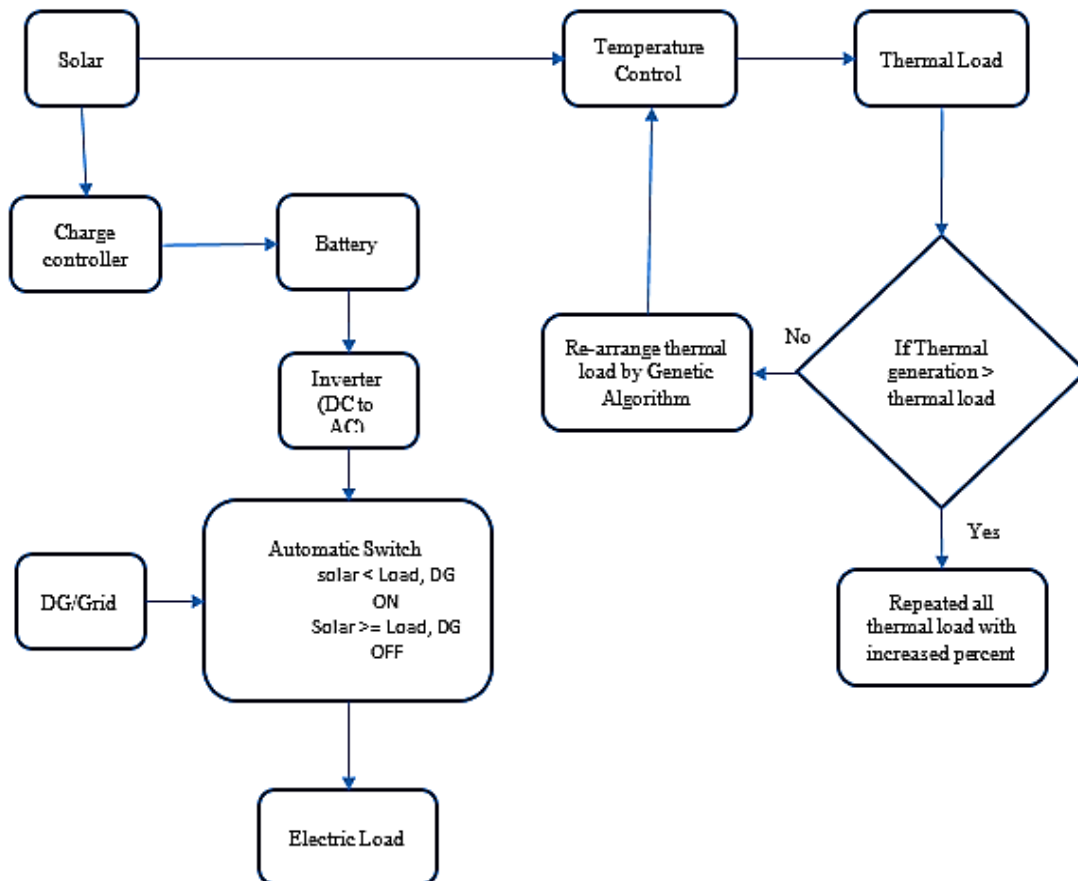 Solar
Temperature
Control
Thermal Load
Charge
controller
Battery
Inverter
(DC to
AC)
Re-arrange thermal
load by Genetic
Algorithm
No
If Thermal
generation >
thermal load
Yes
DG/Grid
Automatic Switch
solar < Load, DG
ON
Solar >= Load, DG
OFF
Repeated all
thermal load with
increased percent
Electric Load